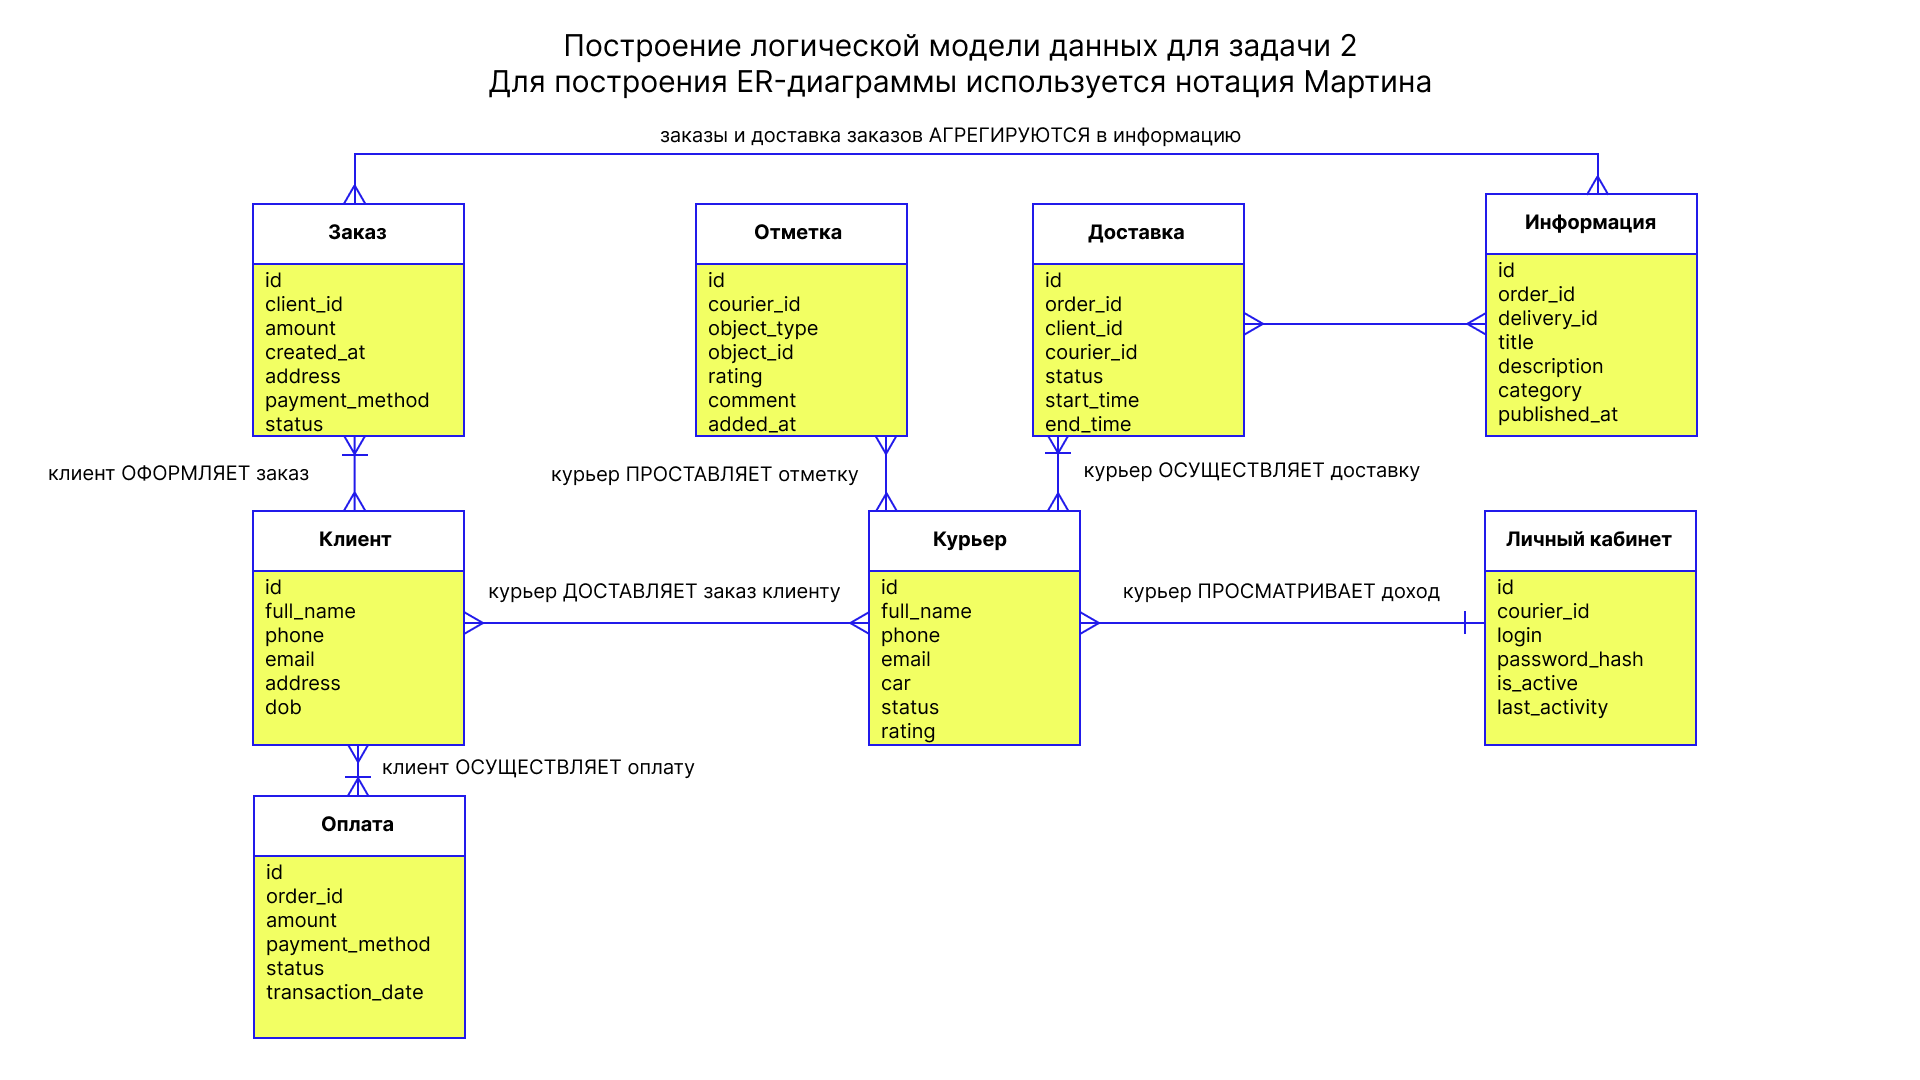 Построение логической модели данных для задачи 2
Для построения ER-диаграммы используется нотация Мартина
заказы и доставка заказов АГРЕГИРУЮТСЯ в информацию
Заказ
id
client_id
amount
created_at
address
payment_method
status
Отметка
id
courier_id
object_type
object_id
rating
comment
added_at
Доставка
id
order_id
client_id
courier_id
status
start_time
end_time
Информация
id
order_id
delivery_id
title
description
category
published_at
клиент ОФОРМЛЯЕТ заказ
курьер ПРОСТАВЛЯЕТ отметку
курьер ОСУЩЕСТВЛЯЕТ доставку
Клиент
id
full_name
phone
email
address
dob
курьер ДОСТАВЛЯЕТ заказ клиенту
Курьер
id
full_name
phone
email
car
status
rating
курьер ПРОСМАТРИВАЕТ доход
Личный кабинет
id
courier_id
login
password_hash
is_active
last_activity
клиент ОСУЩЕСТВЛЯЕТ оплату
Оплата
id
order_id
amount
payment_method
status
transaction_date